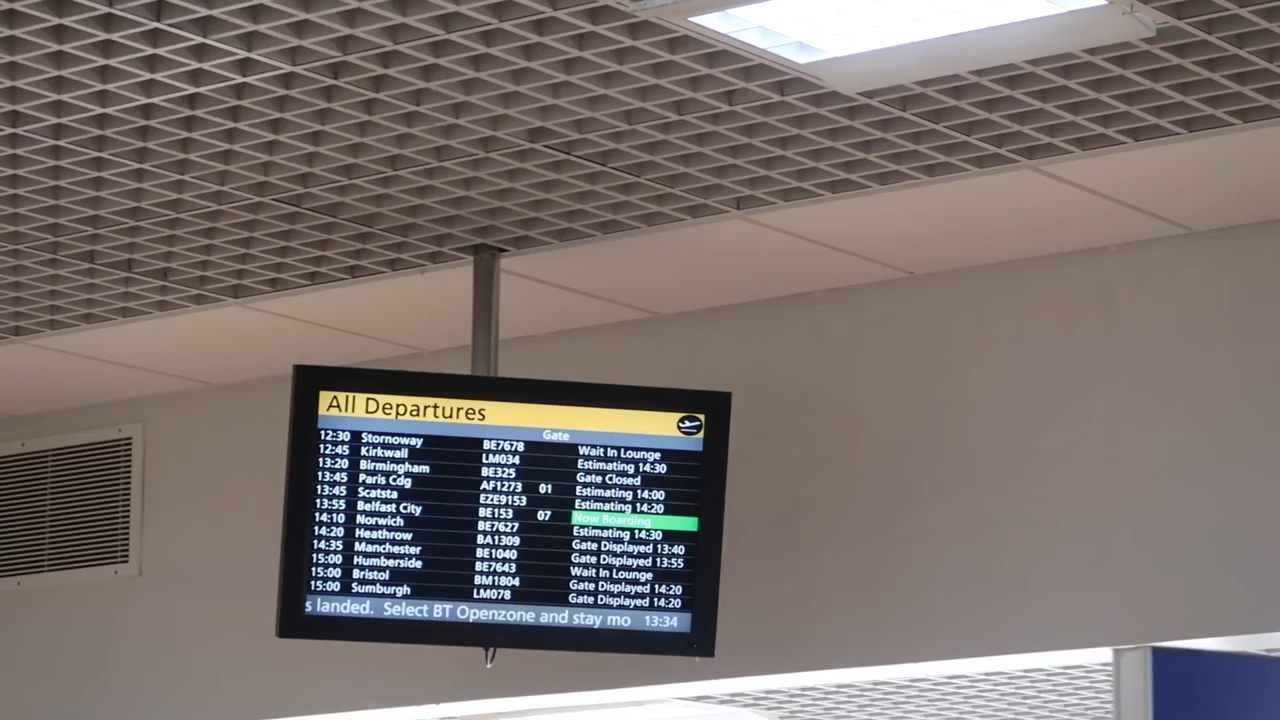 All Departures
Gate
12:30 Stornoway BE7678 Wait In Lounge
12:45 Kirkwall LM034 Estimating 14:30
13:20 Birmingham BE325 Gate Closed
13:45 Paris Cdg AF1273 01 Estimating 14:00
13:45 Scatsta EZE9153 Estimating 14:20
13:55 Belfast City BE153 07 Now Boarding
14:10 Norwich BE7627 Estimating 14:30
14:20 Heathrow BA1309 Gate Displayed 13:40
14:35 Manchester BE1040 Gate Displayed 13:55
15:00 Humberside BE7643 Wait In Lounge
15:00 Bristol BM1804 Gate Displayed 14:20
15:00 Sumburgh LM078 Gate Displayed 14:20
s landed. Select BT Openzone and stay mo 13:34